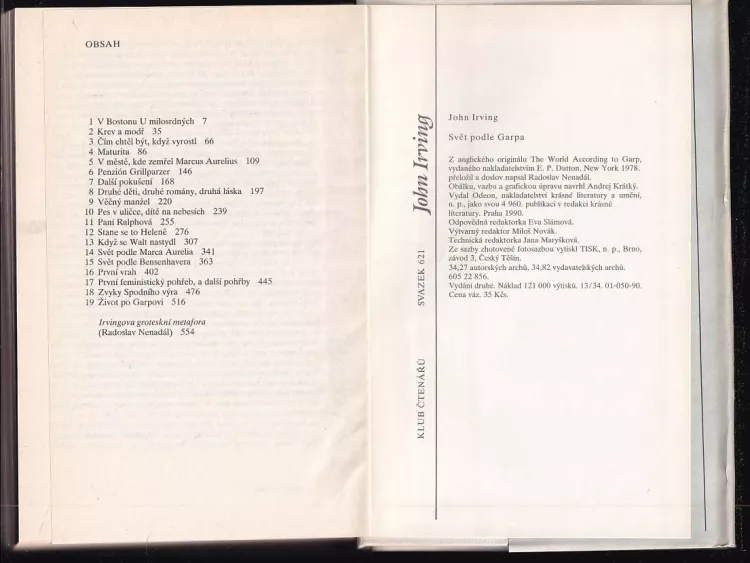 OBSAH
1 V Bostonu U milosrdných 7
2 Krev a modř 35
3 Čím chtěl být, když vyrostl 66
4 Maturita 86
5 V městě, kde zemřel Marcus Aurelius 109
6 Penzión Grillparzer 146
7 Další pokušení 168
8 Druhé děti, druhé romány, druhá láska 197
9 Věčný manžel 220
10 Pes v uličce, dítě na nebesích 239
11 Paní Ralphová 255
12 Stane se to Heleně 276
13 Když se Walt nastydl 307
14 Svět podle Marca Aurelia 341
15 Svět podle Bensenhavera 363
16 První vrah 402
17 První feministický pohřeb, a další pohřby 445
18 Zvyky Spodního výra 476
19 Život po Garpovi 516
Irvingova groteskní metafora
(Radoslav Nenadál) 554
KLUB ČTENÁŘŮ SVAZEK 621 John Irving
John Irving
Svět podle Garpa
Z anglického originálu The World According to Garp,
vydaného nakladatelstvím E. P. Dutton, New York 1978,
přeložil a doslov napsal Radoslav Nenadál.
Obálku, vazbu a grafickou úpravu navrhl Andrej Krátký.
Vydal Odeon, nakladatelství krásné literatury a umění,
n. p., jako svou 4 960. publikaci v redakci krásné
literatury. Praha 1990.
Odpovědná redaktorka Eva Slámová.
Výtvarný redaktor Miloš Novák.
Technická redaktorka Jana Maryšková.
Ze sazby zhotovené fotosazbou vytiskl TISK, n. p., Brno,
závod 3, Český Těšín.
34,27 autorských archů, 34,82 vydavatelských archů.
605 22 856.
Vydání druhé. Náklad 121 000 výtisků. 13/34. 01-050-90.
Cena váz. 35 Kčs.